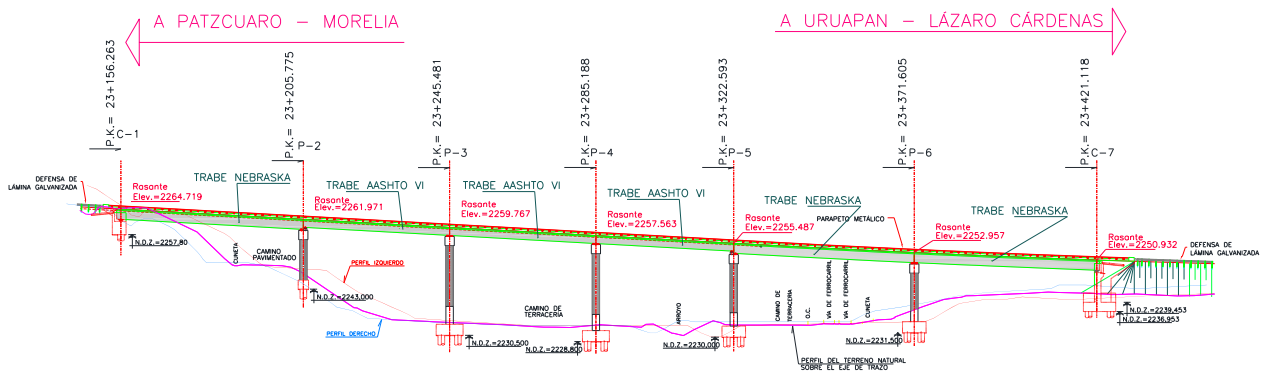 A PATZCUARO – MORELIA
A URUAPAN – LÁZARO CÁRDENAS
P.K.= 23+156.263
C-1
P.K.= 23+205.775
P-2
P.K.= 23+245.481
P-3
P.K.= 23+285.188
P-4
P.K.= 23+322.593
P-5
P.K.= 23+371.605
P-6
P.K.= 23+421.118
C-7
DEFENSA DE
LÁMINA GALVANIZADA
Rasante
Elev.=2264.719
TRABE NEBRASKA
Rasante
Elev.=2261.971
TRABE AASHTO VI
Rasante
Elev.=2259.767
TRABE AASHTO VI
Rasante
Elev.=2257.563
TRABE AASHTO VI
Rasante
Elev.=2255.487
TRABE NEBRASKA
PARAPETO METÁLICO
Rasante
Elev.=2252.957
TRABE NEBRASKA
Rasante
Elev.=2250.932
DEFENSA DE
LÁMINA GALVANIZADA
N.D.Z.=2257.80
CUNETA
CAMINO
PAVIMENTADO
PERFIL IZQUIERDO
N.D.Z.=2243,000
PERFIL DERECHO
N.D.Z.=2230,500
CAMINO DE
TERRACERÍA
N.D.Z.=2228,800
ARROYO
N.D.Z.=2230,000
CAMINO DE
TERRACERIA
O.C.
VÍA DE FERROCARRIL
VÍA DE FERROCARRIL
CUNETA
PERFIL DEL TERRENO NATURAL
SOBRE EL EJE DE TRAZO
N.D.Z.=2231,500
N.D.Z.=2239,453
N.D.Z.=2236,953